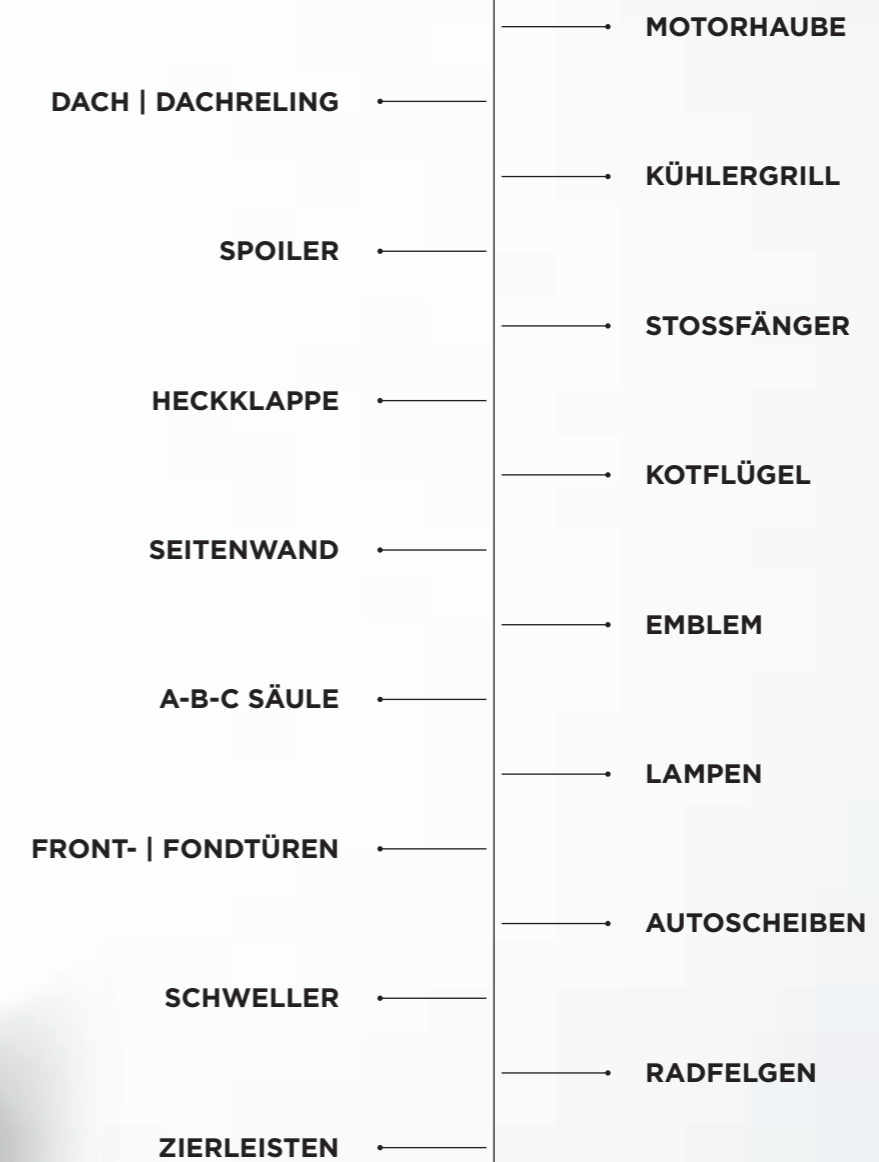 MOTORHAUBE
DACH | DACHRELING
KÜHLERGRILL
SPOILER
STOSSFÄNGER
HECKKLAPPE
KOTFLÜGEL
SEITENWAND
EMBLEM
A-B-C SÄULE
LAMPEN
FRONT- | FONDTÜREN
AUTOSCHEIBEN
SCHWELLER
RADFELGEN
ZIERLEISTEN